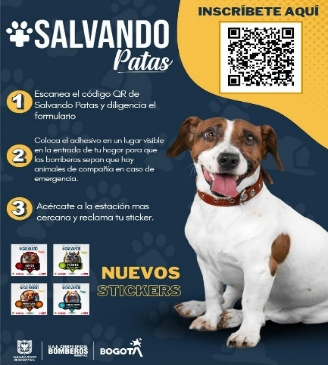 INSCRÍBETE AQUÍ
SALVANDO
Patas
1
Escanea el código QR de
Salvando Patas y diligencia el
formulario
2
Coloca el adhesivo en un lugar visible
en la entrada de tu hogar para que
los bomberos sepan que hay
animales de compañía en caso de
emergencia.
3
Acércate a la estación mas
cercana y reclama tu sticker.
NUEVOS
STICKERS
BOMBEROS
BOGOTÁ